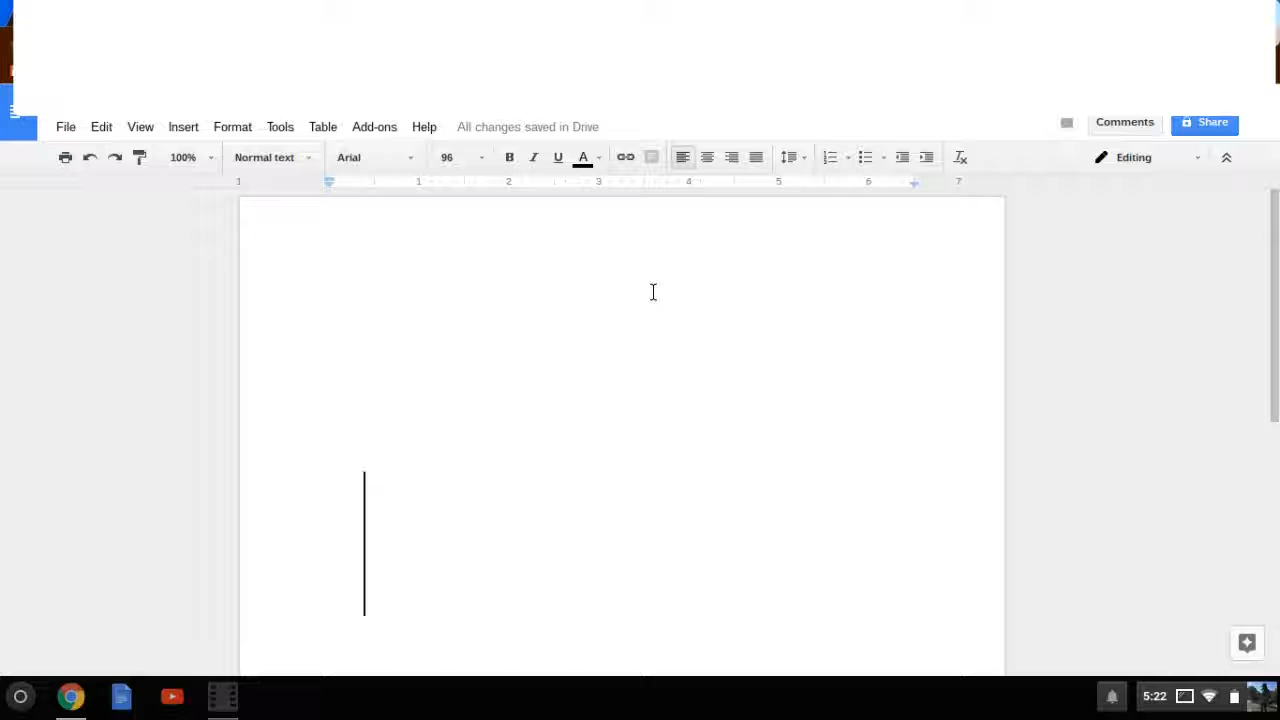 File Edit View Insert Format Tools Table Add-ons Help All changes saved in Drive Comments Share
100% Normal text Arial 96 B I U A Editing
1 1 2 3 4 5 6 7
5:22